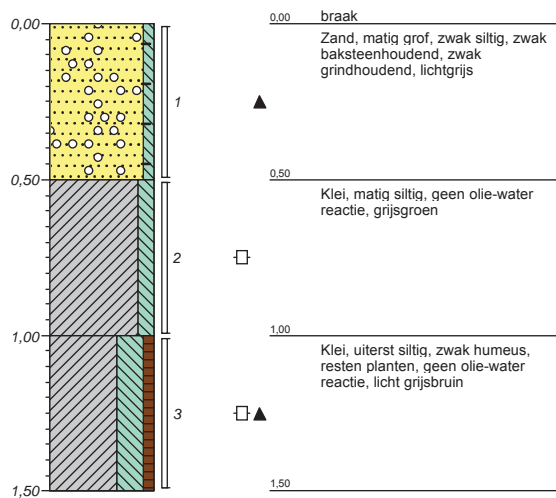 0,00
0,00
braak
Zand, matig grof, zwak siltig, zwak
baksteenhoudend, zwak
grindhoudend, lichtgrijs
1
0,50
0,50
Klei, matig siltig, geen olie-water
reactie, grijsgroen
2
1,00
1,00
Klei, uiterst siltig, zwak humeus,
resten planten, geen olie-water
reactie, licht grijsbruin
3
1,50
1,50